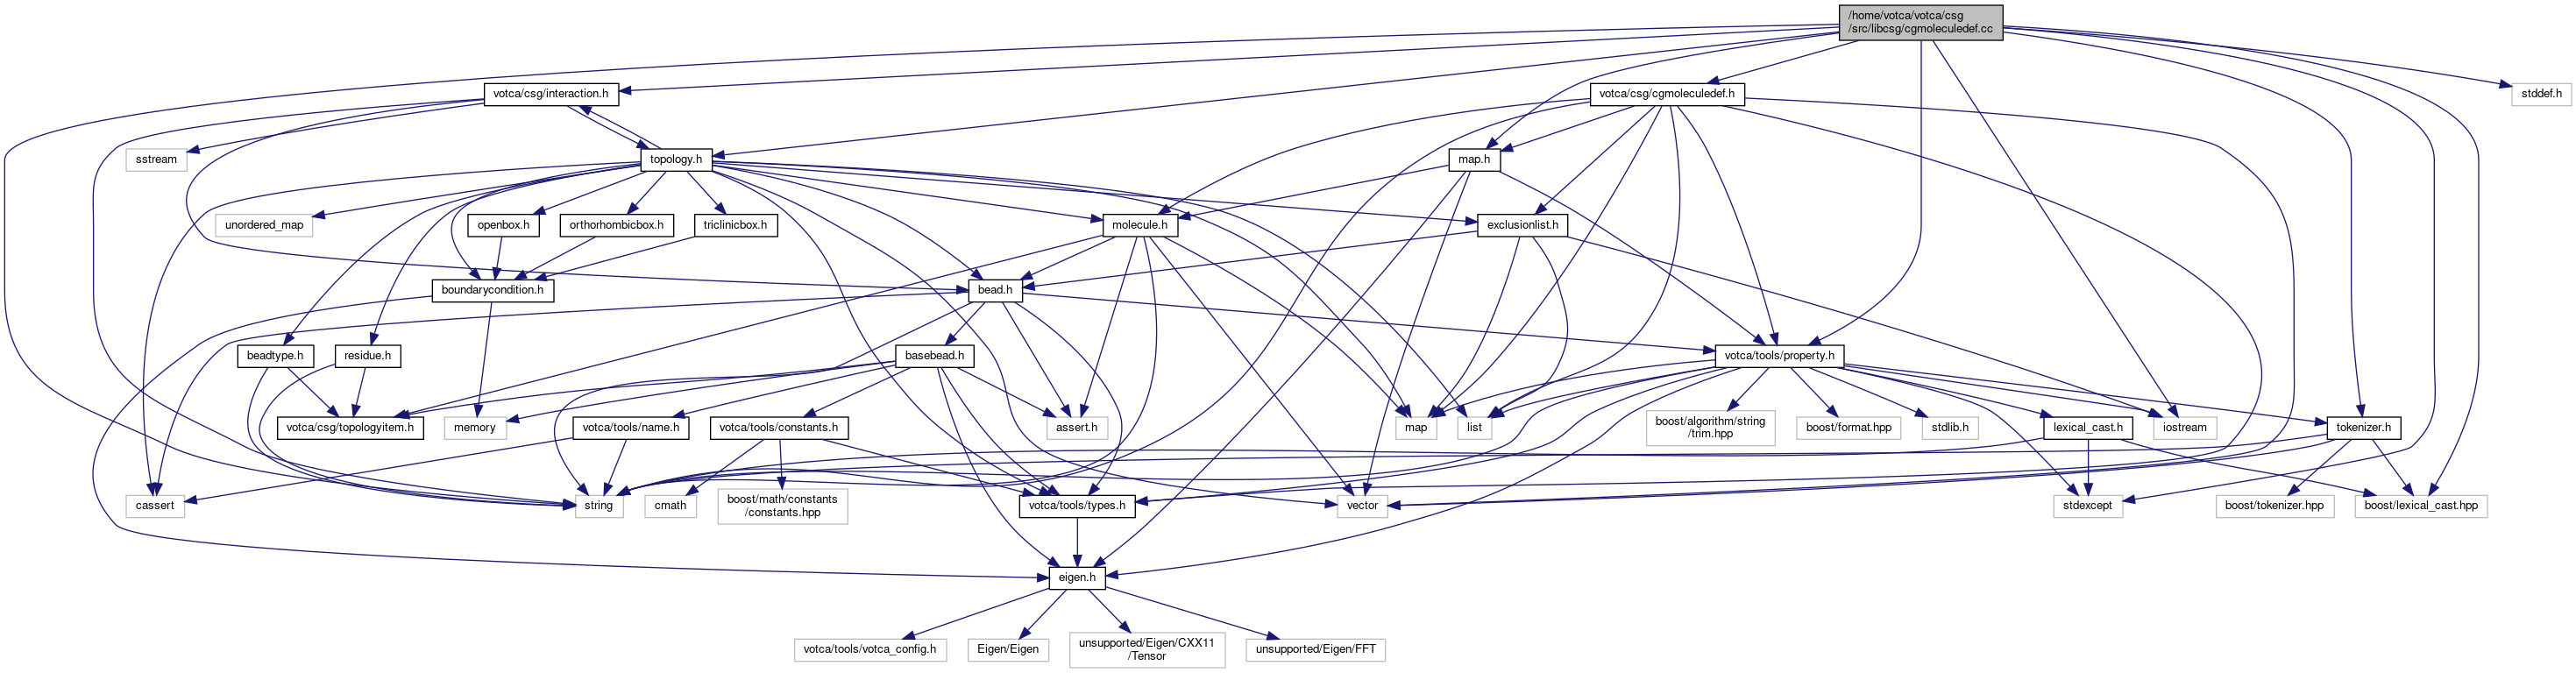 /home/votca/votca/csg
/src/libcsg/cgmoleculedef.cc
votca/csg/interaction.h
votca/csg/cgmoleculedef.h
stddef.h
sstream
topology.h
map.h
unordered_map
openbox.h
orthorhombicbox.h
triclinicbox.h
molecule.h
exclusionlist.h
boundarycondition.h
bead.h
beadtype.h
residue.h
basebead.h
votca/tools/property.h
votca/csg/topologyitem.h
memory
votca/tools/name.h
votca/tools/constants.h
assert.h
map
list
boost/algorithm/string
/trim.hpp
boost/format.hpp
stdlib.h
lexical_cast.h
iostream
tokenizer.h
cassert
string
cmath
boost/math/constants
/constants.hpp
votca/tools/types.h
vector
stdexcept
boost/tokenizer.hpp
boost/lexical_cast.hpp
eigen.h
votca/tools/votca_config.h
Eigen/Eigen
unsupported/Eigen/CXX11
/Tensor
unsupported/Eigen/FFT